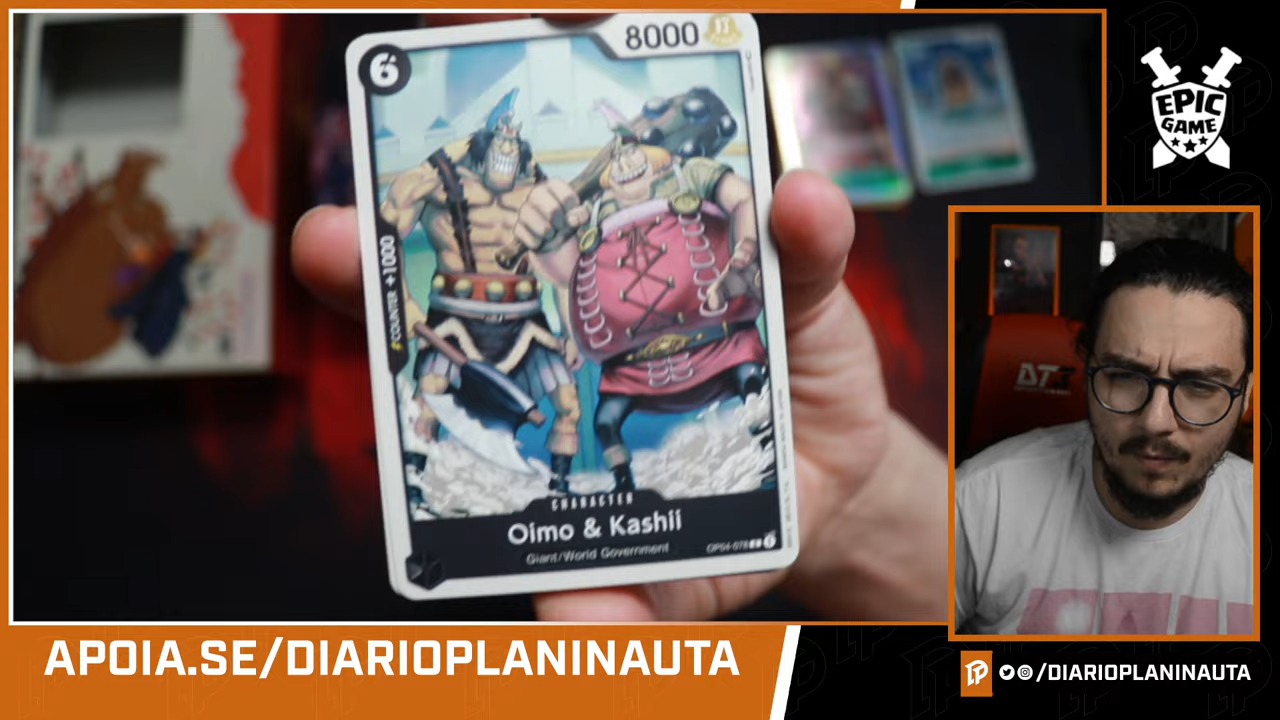 8000
6
EPIC
GAME
COUNTER +1000
CHARACTER
Oimo & Kashii
Giant/World Government
APOIA.SE/DIARIOPLANINAUTA
/DIARIOPLANINAUTA